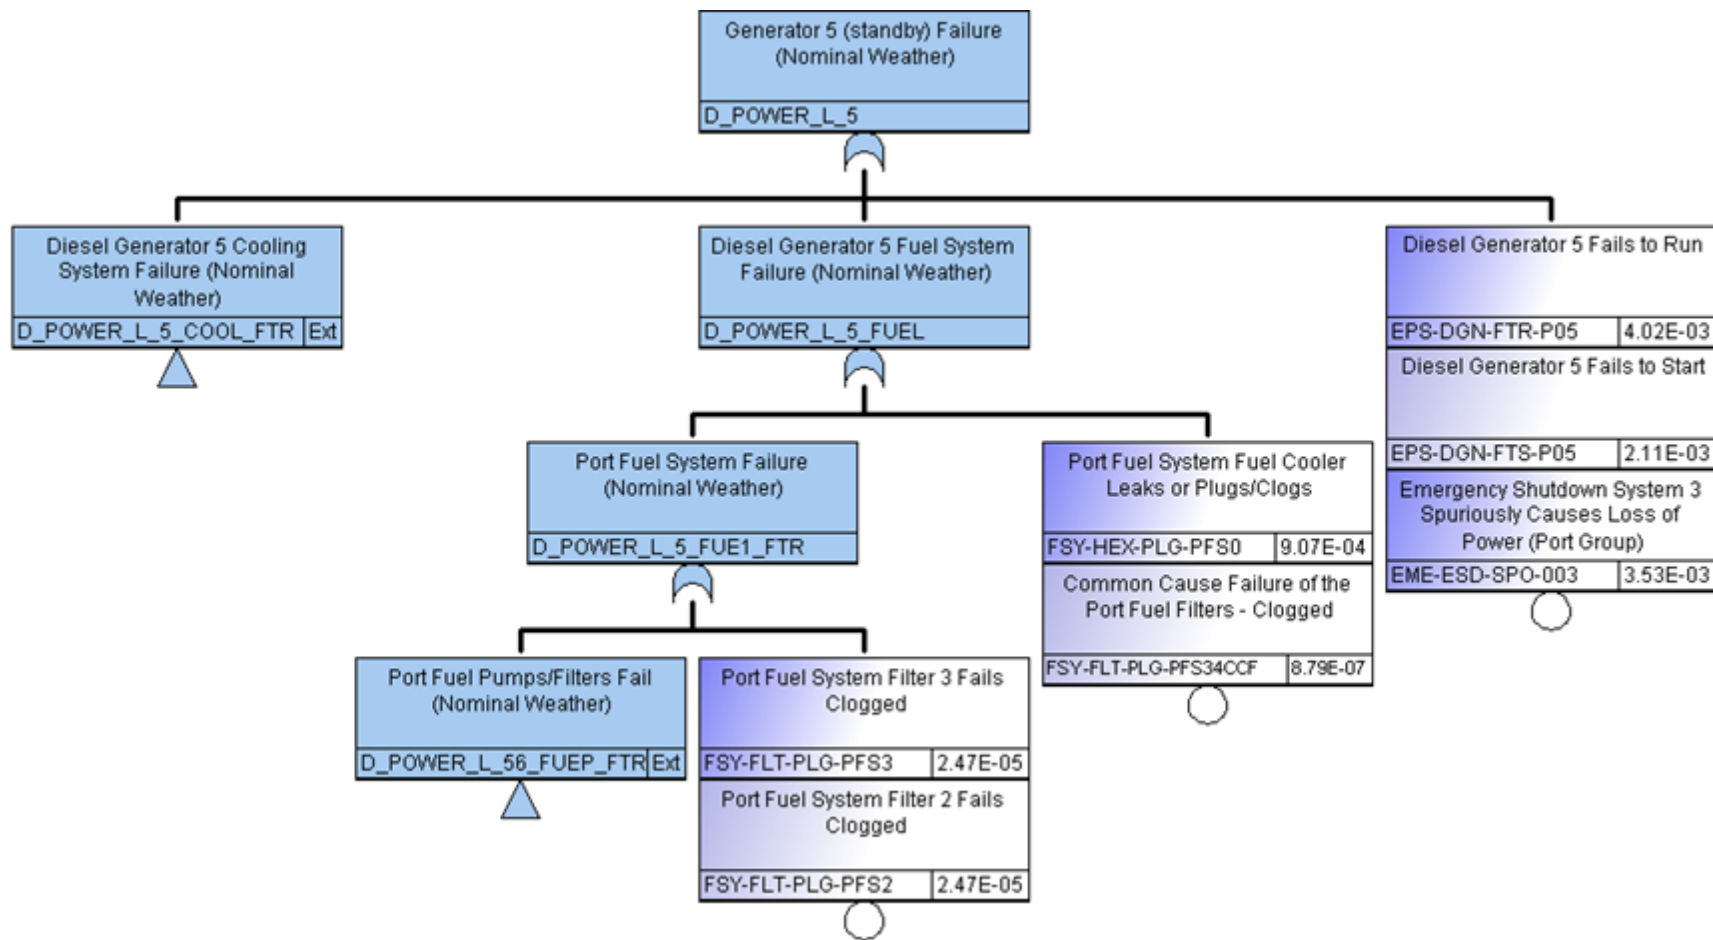 Generator 5 (standby) Failure
(Nominal Weather)
D_POWER_L_5
Diesel Generator 5 Cooling
System Failure (Nominal
Weather)
D_POWER_L_5_COOL_FTR Ext
Diesel Generator 5 Fuel System
Failure (Nominal Weather)
D_POWER_L_5_FUEL
Diesel Generator 5 Fails to Run
EPS-DGN-FTR-P05 4.02E-03
Diesel Generator 5 Fails to Start
EPS-DGN-FTS-P05 2.11E-03
Emergency Shutdown System 3
Spuriously Causes Loss of
Power (Port Group)
EME-ESD-SPO-003 3.53E-03
Port Fuel System Failure
(Nominal Weather)
D_POWER_L_5_FUE1_FTR
Port Fuel System Fuel Cooler
Leaks or Plugs/Clogs
FSY-HEX-PLG-PFS0 9.07E-04
Common Cause Failure of the
Port Fuel Filters - Clogged
FSY-FLT-PLG-PFS34CCF 8.79E-07
Port Fuel Pumps/Filters Fail
(Nominal Weather)
D_POWER_L_56_FUEP_FTR Ext
Port Fuel System Filter 3 Fails
Clogged
FSY-FLT-PLG-PFS3 2.47E-05
Port Fuel System Filter 2 Fails
Clogged
FSY-FLT-PLG-PFS2 2.47E-05